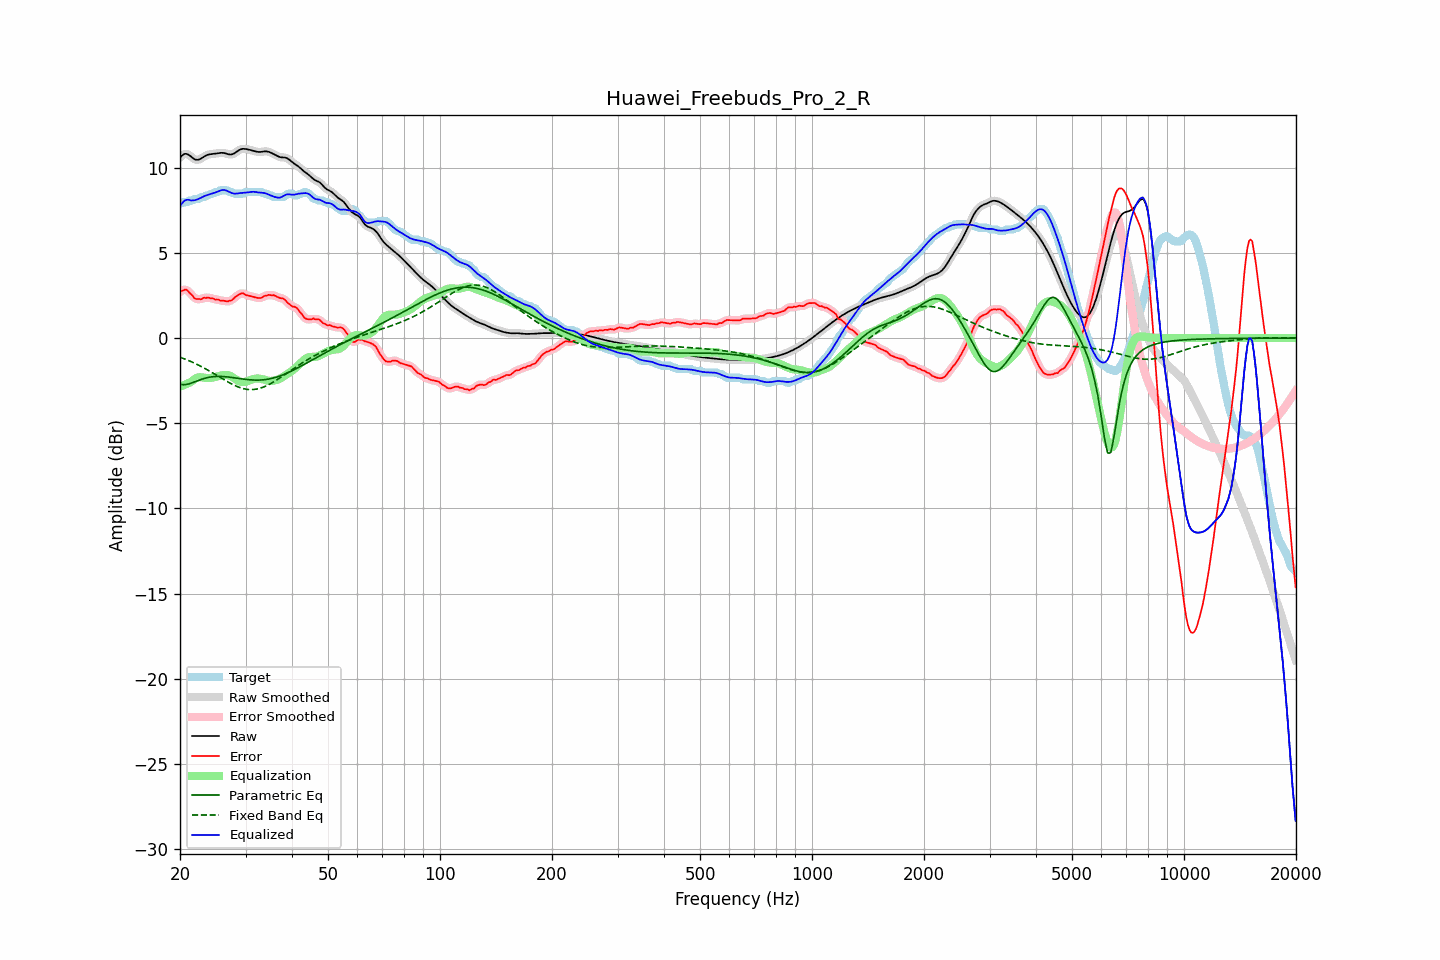 Huawei_Freebuds_Pro_2_R
Amplitude (dBr)
10
5
0
−5
−10
−15
−20
−25
−30
Target
Raw Smoothed
Error Smoothed
Raw
Error
Equalization
Parametric Eq
Fixed Band Eq
Equalized
20 50 100 200 500 1000 2000 5000 10000 20000
Frequency (Hz)